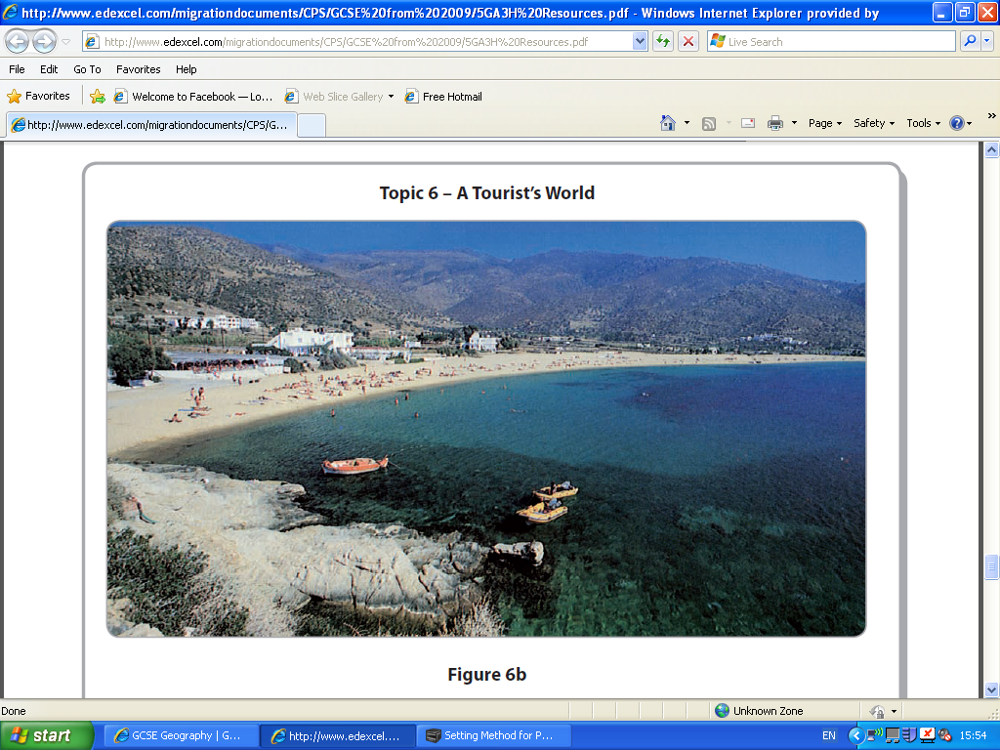 http://www.edexcel.com/migrationdocuments/CPS/GCSE%20from%202009/5GA3H%20Resources.pdf - Windows Internet Explorer provided by
http://www.edexcel.com/migrationdocuments/CPS/GCSE%20from%202009/5GA3H%20Resources.pdf
Live Search
File Edit Go To Favorites Help
Favorites Welcome to Facebook — Lo... Web Slice Gallery Free Hotmail
http://www.edexcel.com/migrationdocuments/CPS/G... Page Safety Tools »
Topic 6 – A Tourist's World
Figure 6b
Done Unknown Zone
start GCSE Geography | G... http://www.edexcel.... Setting Method for P... EN 15:54